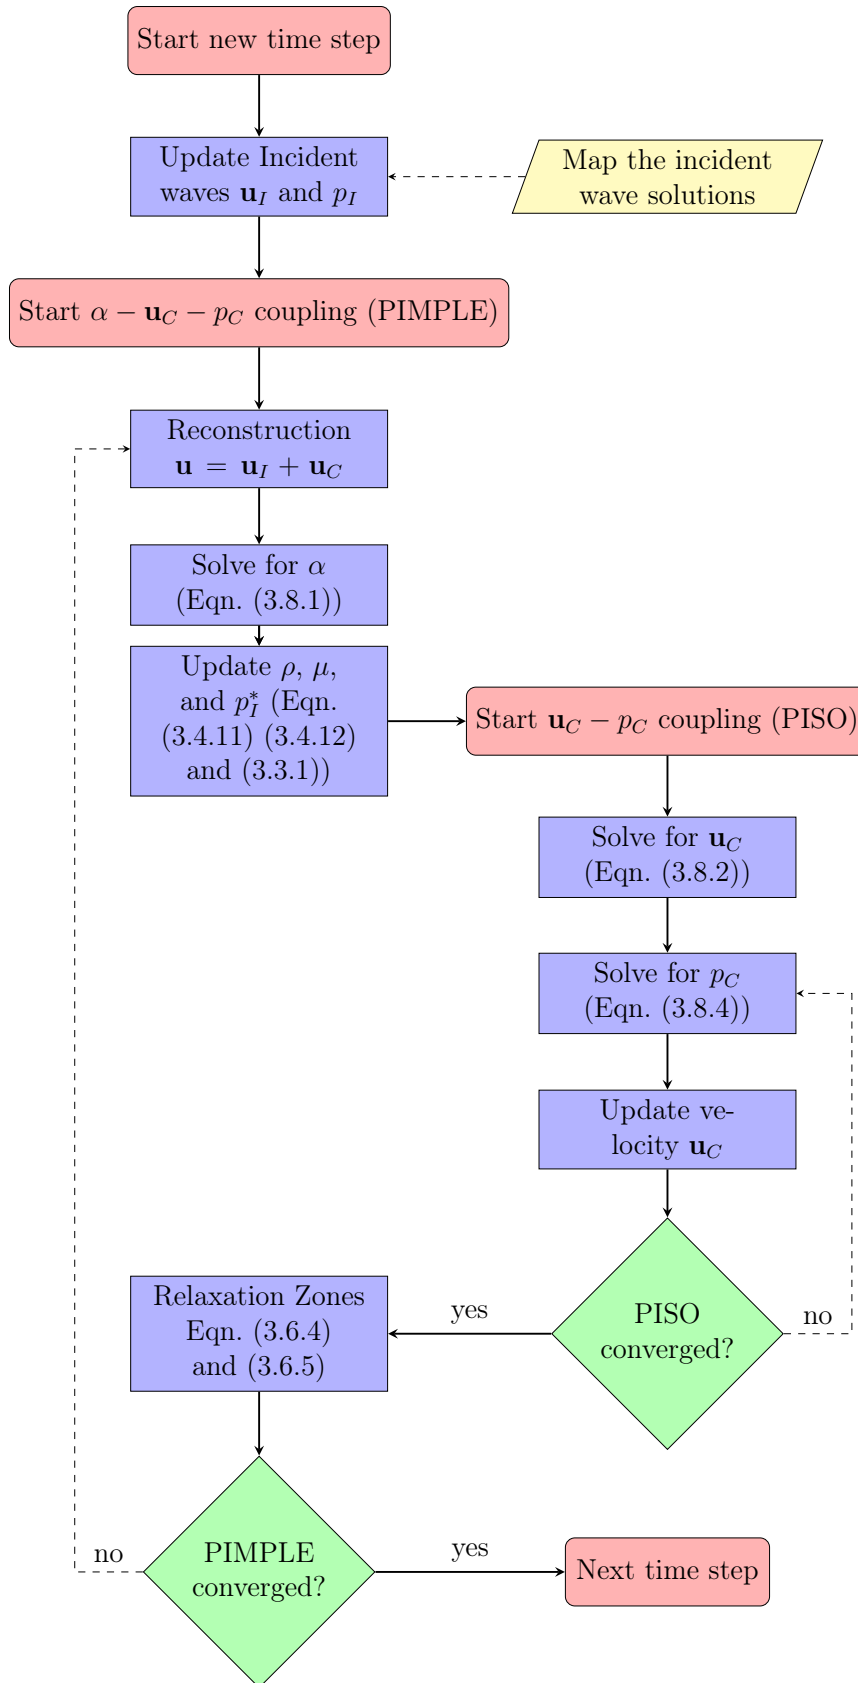 Start new time step
Update Incident
waves u_I and p_I
Map the incident
wave solutions
Start α − u_C − p_C coupling (PIMPLE)
Reconstruction
u = u_I + u_C
Solve for α
(Eqn. (3.8.1))
Update ρ, μ,
and p_I^* (Eqn.
(3.4.11) (3.4.12)
and (3.3.1))
Start u_C − p_C coupling (PISO)
Solve for u_C
(Eqn. (3.8.2))
Solve for p_C
(Eqn. (3.8.4))
Update ve-
locity u_C
PISO
converged?
no
yes
Relaxation Zones
Eqn. (3.6.4)
and (3.6.5)
PIMPLE
converged?
no
yes
Next time step